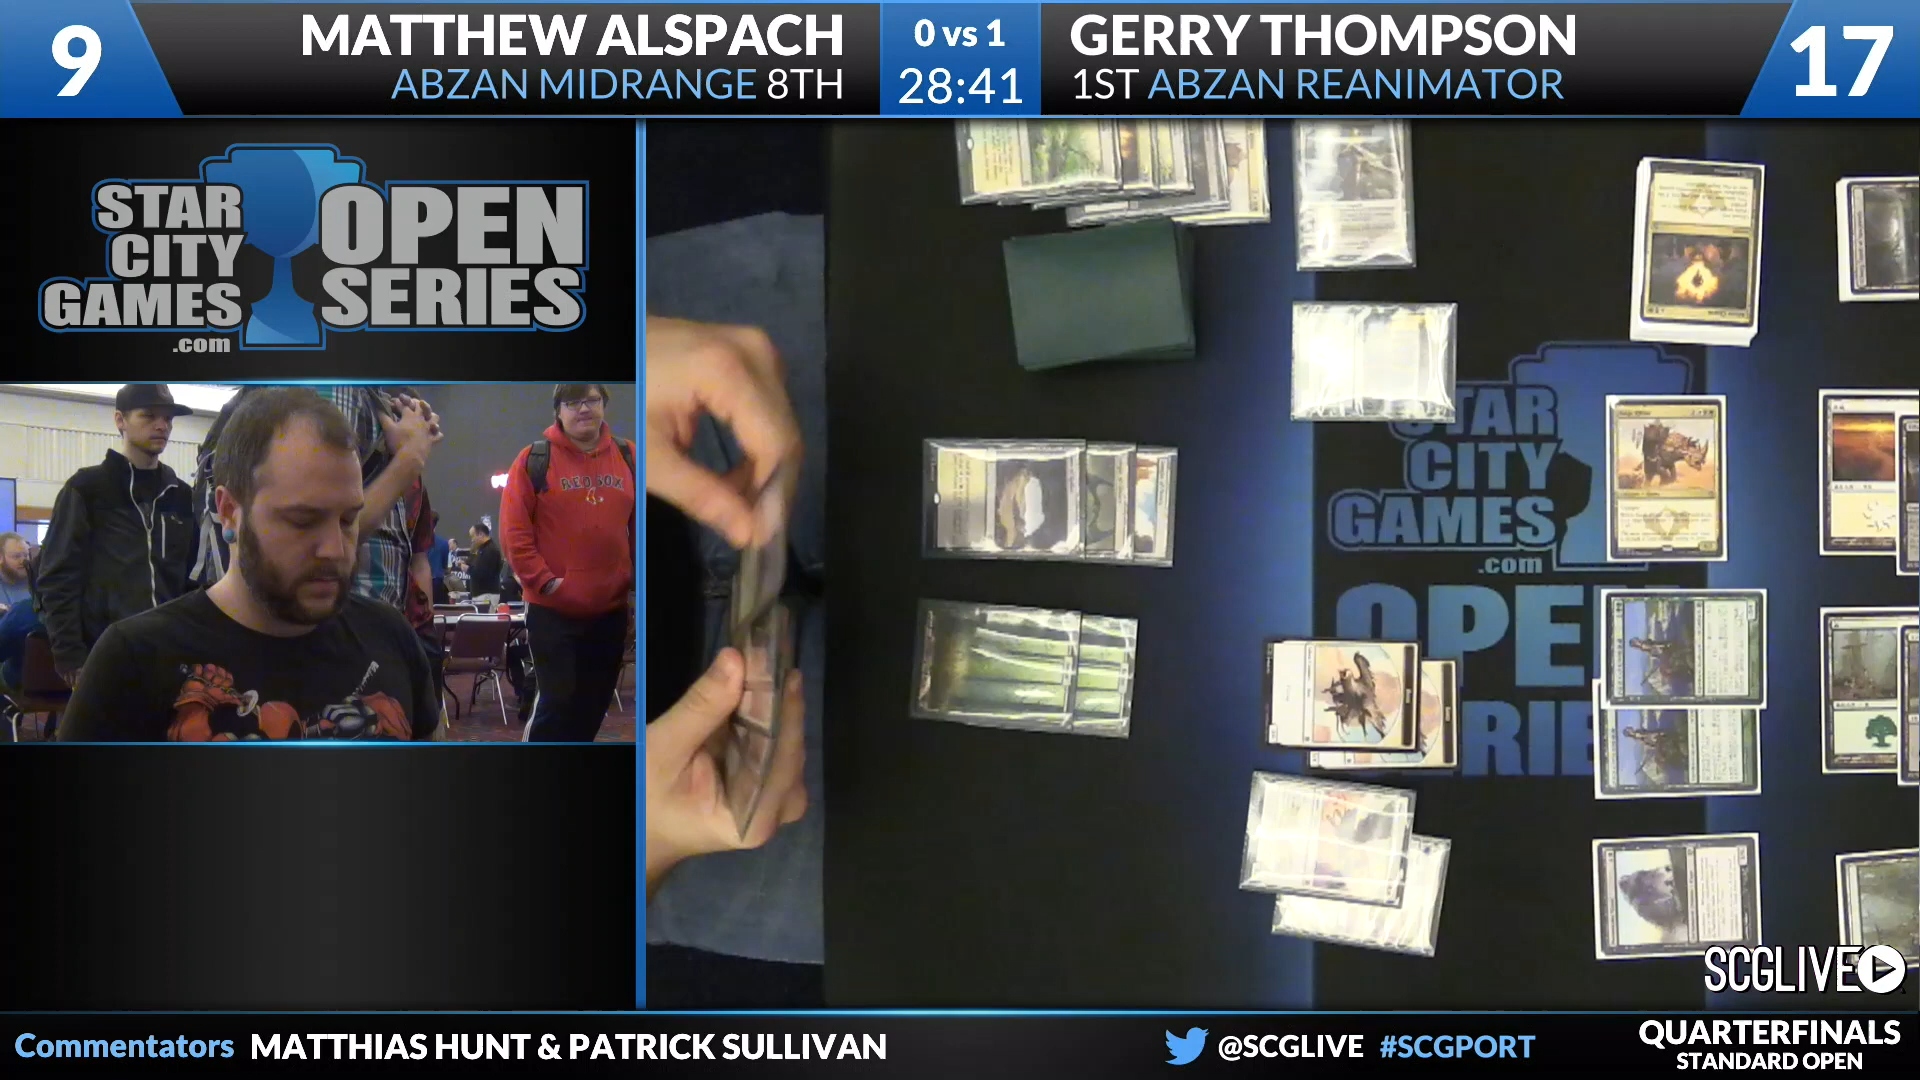 9
MATTHEW ALSPACH
ABZAN MIDRANGE 8TH
0 vs 1
28:41
GERRY THOMPSON
1ST ABZAN REANIMATOR
17
STAR
CITY
GAMES
.com
OPEN
SERIES
RED SOX
STAR
CITY
GAMES
.com
OPE
RIE
SCGLIVE
Commentators MATTHIAS HUNT & PATRICK SULLIVAN
@SCGLIVE #SCGPORT
QUARTERFINALS
STANDARD OPEN